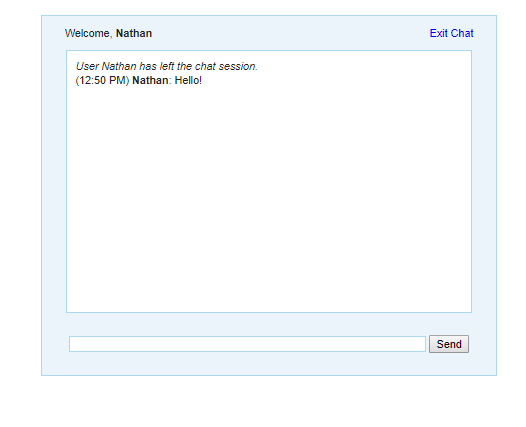 Welcome, Nathan Exit Chat
User Nathan has left the chat session.
(12:50 PM) Nathan: Hello!
Send